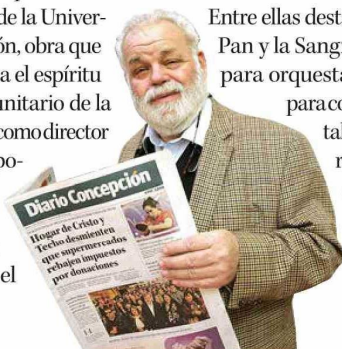 de la Univer-
ón, obra que
a el espíritu
unitario de la
como director
po-
el
Entre ellas dest
Pan y la Sang
para orquesta
para co
tal
r
Diario Concepción
Hogar de Cristo y
Techo desmienten
que supermercados
rebajen impuestos
por donaciones